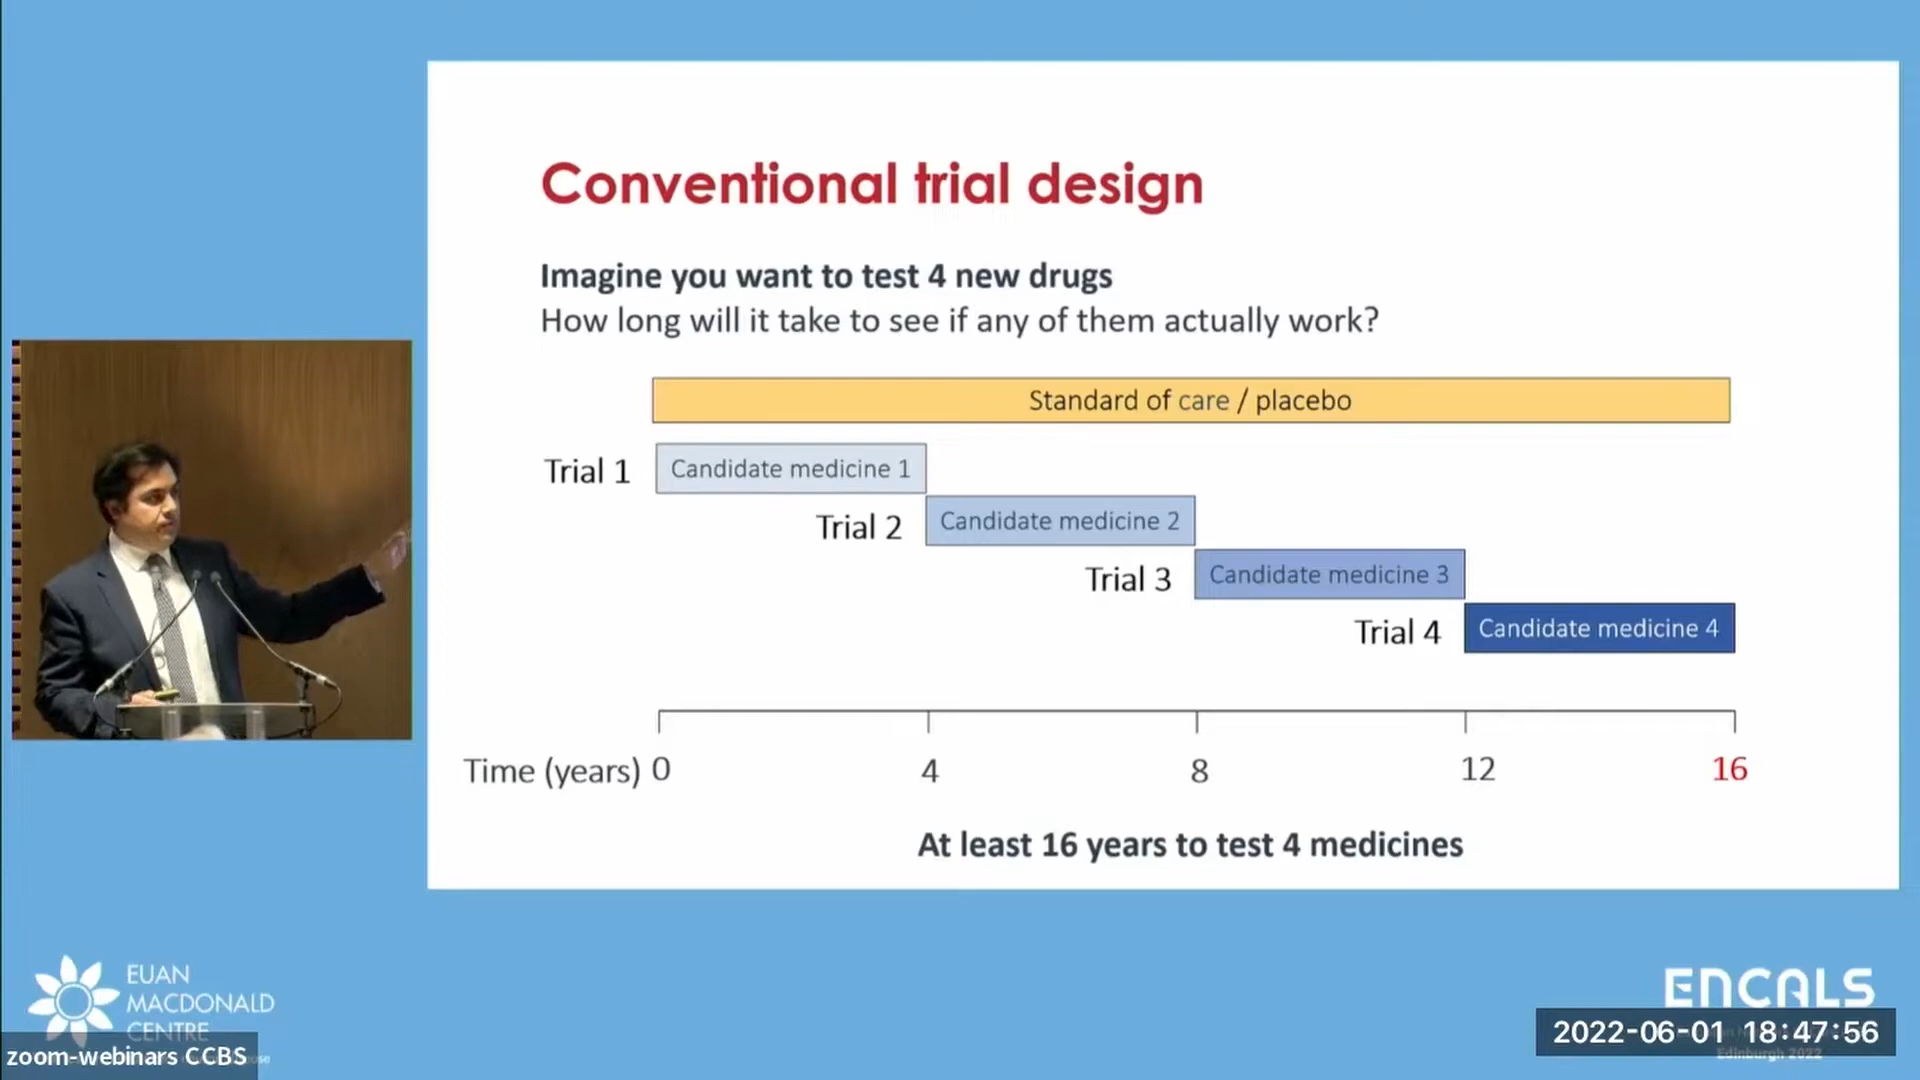 Conventional trial design
Imagine you want to test 4 new drugs
How long will it take to see if any of them actually work?
Standard of care / placebo
Trial 1 Candidate medicine 1
Trial 2 Candidate medicine 2
Trial 3 Candidate medicine 3
Trial 4 Candidate medicine 4
Time (years) 0 4 8 12 16
At least 16 years to test 4 medicines
EUAN
MACDONALD
CENTRE
zoom-webinars CCBS
ENCALS
2022-06-01 18:47:56
Edinburgh 2022